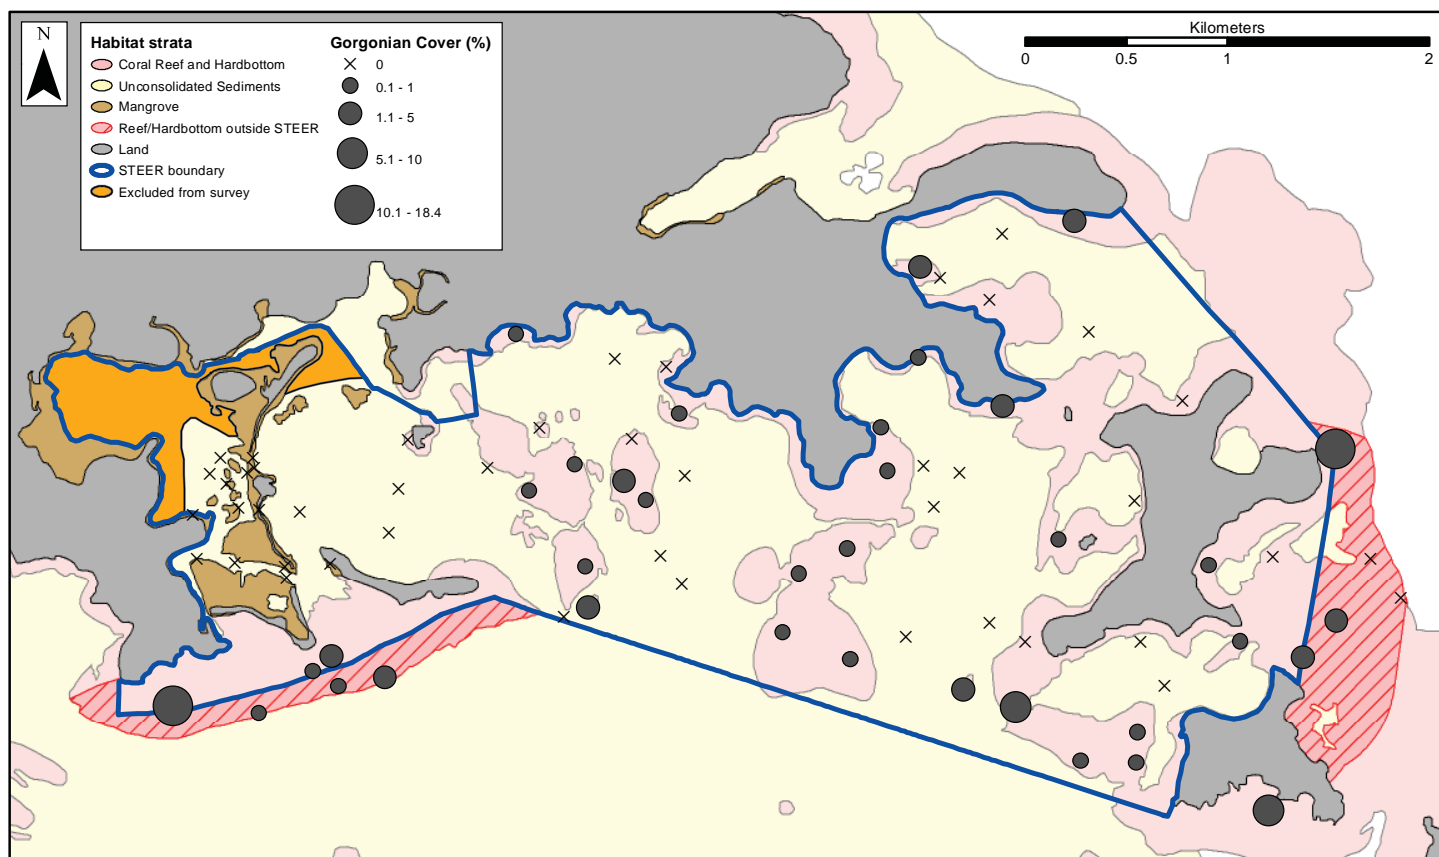 N
Habitat strata
Coral Reef and Hardbottom
Unconsolidated Sediments
Mangrove
Reef/Hardbottom outside STEER
Land
STEER boundary
Excluded from survey
Gorgonian Cover (%)
0
0.1 - 1
1.1 - 5
5.1 - 10
10.1 - 18.4
Kilometers
0 0.5 1 2